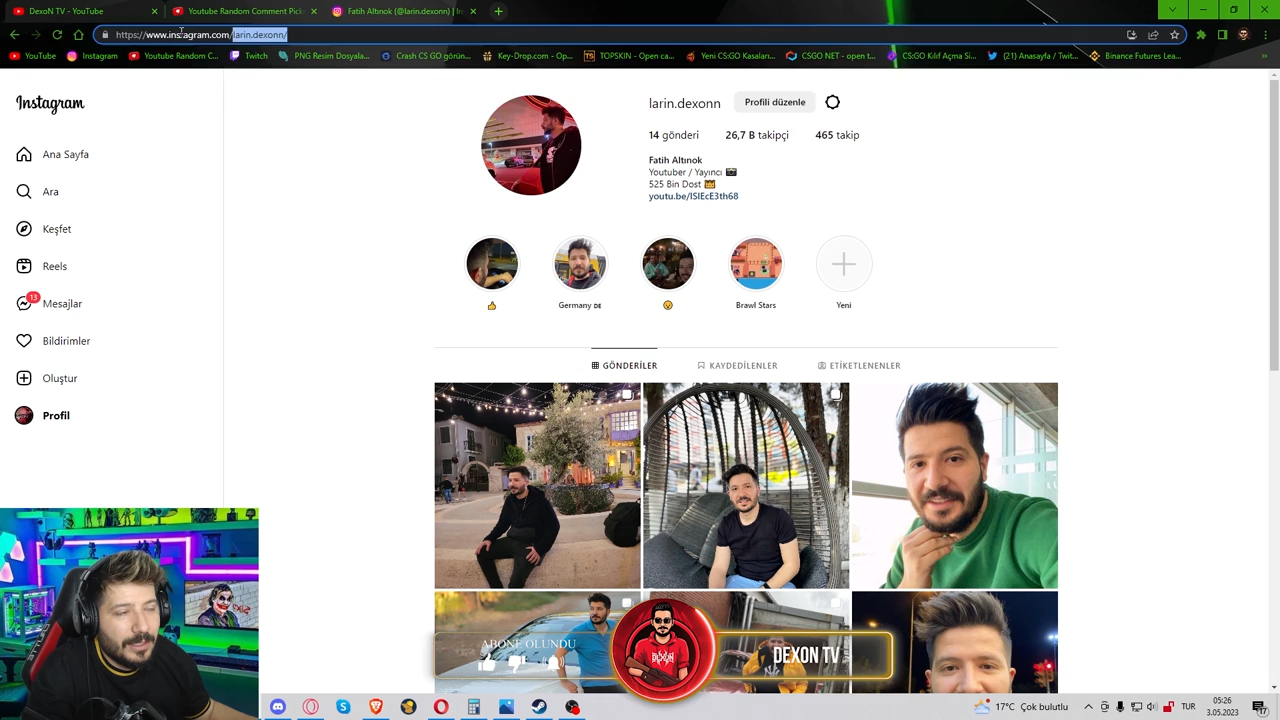 DexoN TV - YouTube
Youtube Random Comment Pick
Fatih Altınok (@larin.dexonn) | In
https://www.instagram.com/larin.dexonn/
YouTube
Instagram
Youtube Random C...
Twitch
PNG Resim Dosyala...
Crash CS GO görün...
Key-Drop.com - Op...
TOPSKIN - Open ca...
Yeni CS:GO Kasaları...
CSGO NET - open t...
CS:GO Kılıf Açma Si...
(21) Anasayfa / Twit...
Binance Futures Lea...
Instagram
Ana Sayfa
Ara
Keşfet
Reels
13
Mesajlar
Bildirimler
Oluştur
Profil
larin.dexonn
Profili düzenle
14 gönderi
26,7 B takipçi
465 takip
Fatih Altınok
Youtuber / Yayıncı
525 Bin Dost
Germany DE
Brawl Stars
Yeni
GÖNDERİLER
KAYDEDİLENLER
ETİKETLENENLER
ABONE OLUNDU
DEXON TV
17°C Çok bulutlu
TUR
05:26
3.05.2023
17